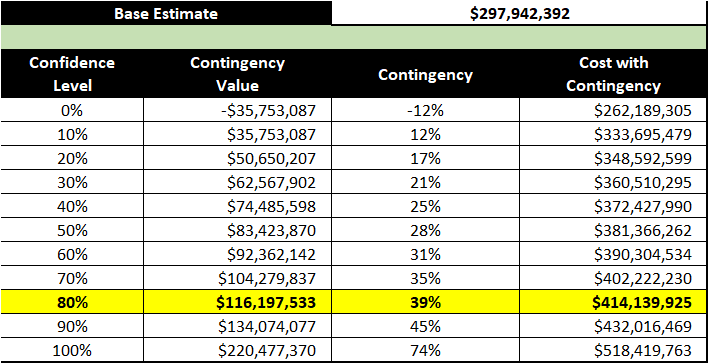 Base Estimate $297,942,392
Confidence Level Contingency Value Contingency Cost with Contingency
0% -$35,753,087 -12% $262,189,305
10% $35,753,087 12% $333,695,479
20% $50,650,207 17% $348,592,599
30% $62,567,902 21% $360,510,295
40% $74,485,598 25% $372,427,990
50% $83,423,870 28% $381,366,262
60% $92,362,142 31% $390,304,534
70% $104,279,837 35% $402,222,230
80% $116,197,533 39% $414,139,925
90% $134,074,077 45% $432,016,469
100% $220,477,370 74% $518,419,763